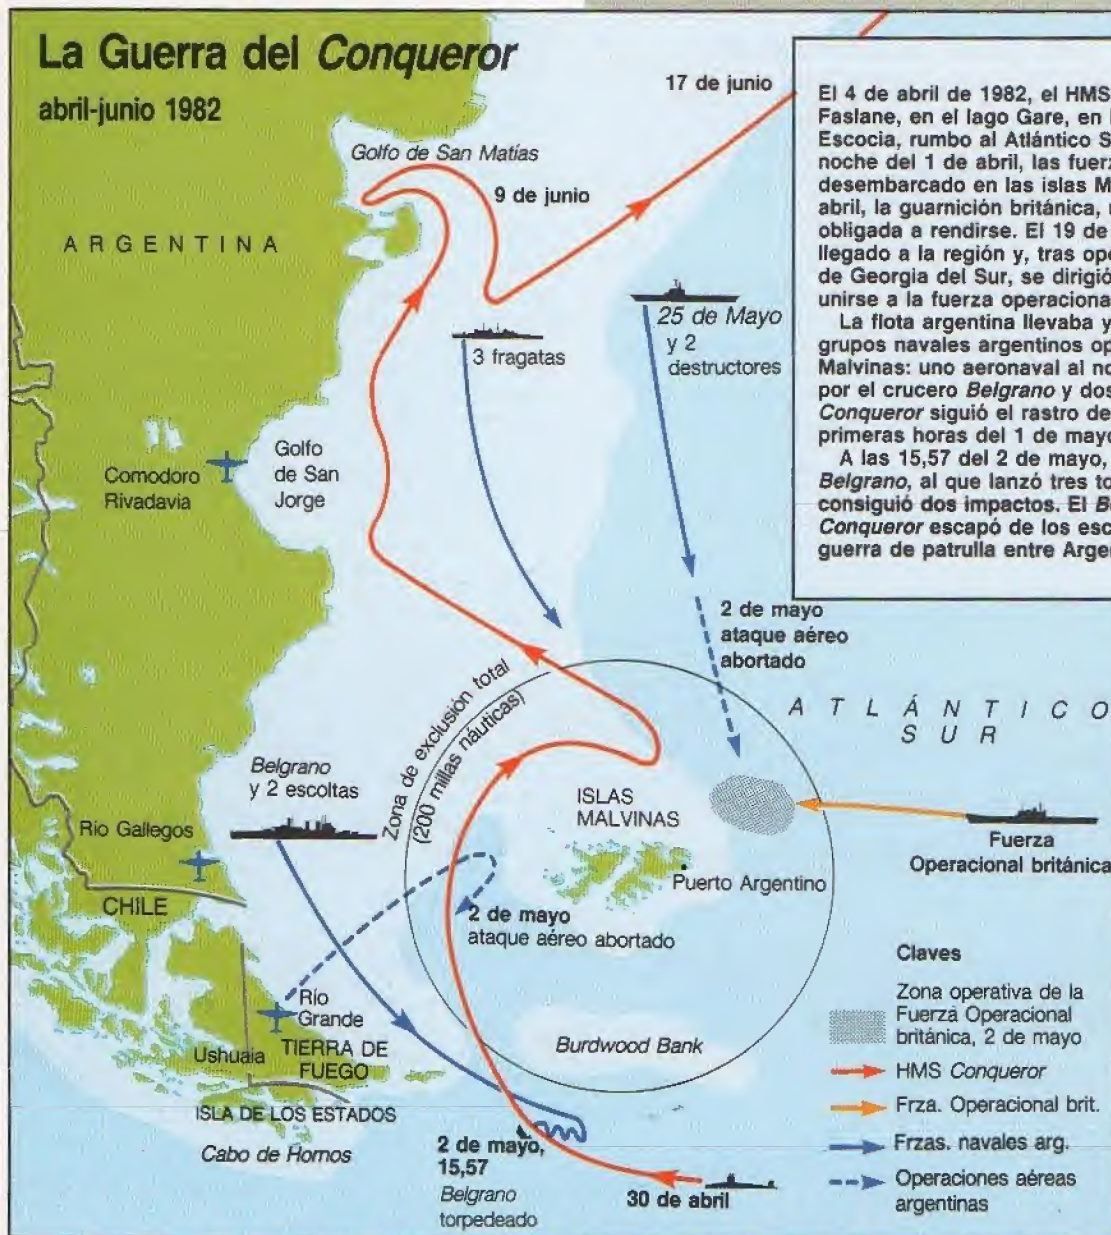 La Guerra del Conqueror
abril-junio 1982
17 de junio
Golfo de San Matías
9 de junio
ARGENTINA
25 de Mayo
y 2
destructores
3 fragatas
Comodoro
Rivadavia
Golfo
de San
Jorge
2 de mayo
ataque aéreo
abortado
Zona de exclusión total
(200 millas náuticas)
ATLÁNTICO
SUR
Belgrano
y 2 escoltas
ISLAS
MALVINAS
Río Gallegos
Fuerza
Operacional británica
Puerto Argentino
CHILE
2 de mayo
ataque aéreo abortado
Río
Grande
Ushuaia
TIERRA DE
FUEGO
Burdwood Bank
ISLA DE LOS ESTADOS
Cabo de Hornos
2 de mayo,
15,57
Belgrano
torpedeado
30 de abril
Claves
Zona operativa de la
Fuerza Operacional
británica, 2 de mayo
HMS Conqueror
Frza. Operacional brit.
Frzas. navales arg.
Operaciones aéreas
argentinas
El 4 de abril de 1982, el HMS
Faslane, en el lago Gare, en
Escocia, rumbo al Atlántico
noche del 1 de abril, las
desembarcado en las islas
abril, la guarnición británica,
obligada a rendirse. El 19 de
llegado a la región y, tras
de Georgia del Sur, se dirigió
unirse a la fuerza
La flota argentina llevaba
grupos navales argentinos
Malvinas: uno aeronaval al
por el crucero Belgrano y
Conqueror siguió el rastro
primeras horas del 1 de
A las 15,57 del 2 de mayo,
Belgrano, al que lanzó tres
consiguió dos impactos. El
Conqueror escapó de los
guerra de patrulla entre